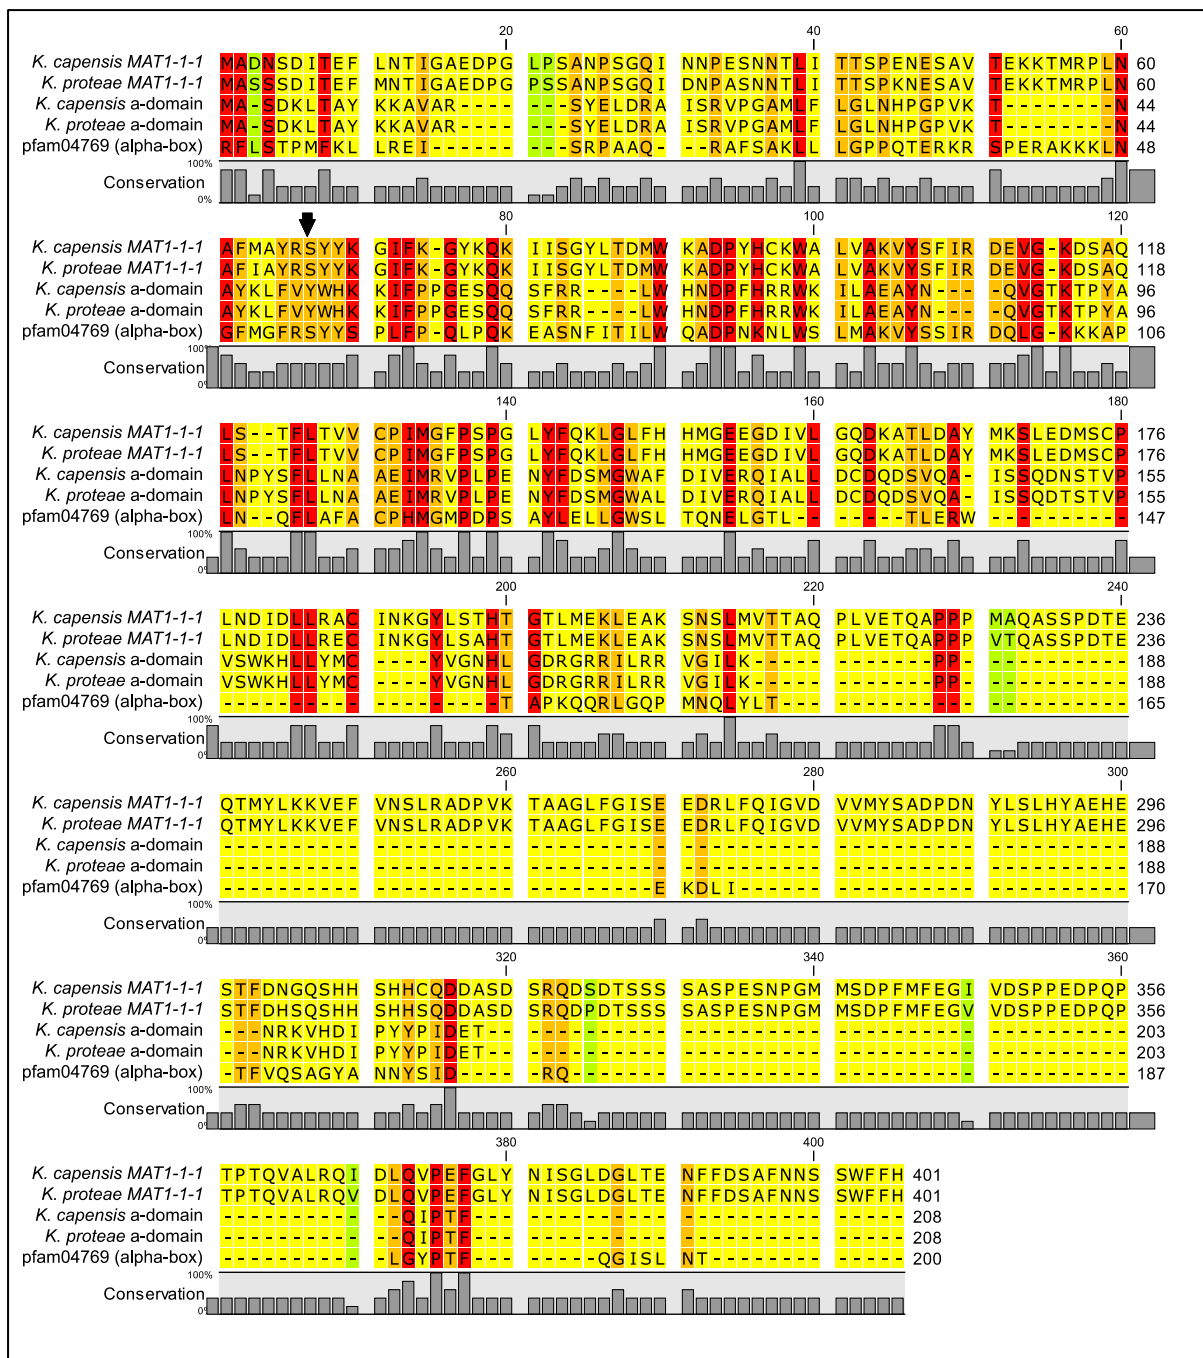 20 40 60
K. capensis MAT1-1-1 MADNSDITEF LNTIGAEDPG LPSANPSGQI NNPESNNTLI TTSPENESAV TEKKTMRPLN 60
K. proteae MAT1-1-1 MASSSDITEF MNTIGAEDPG PSSANPSGQI DNPASNNTLI TTSPENESAV TEKKTMRPLN 60
K. capensis a-domain MA-SDKLTAY KKAVAR---- ---SYELDRA ISRVPGAMLF LGLNHPGPVK T--------N 44
K. proteae a-domain MA-SDKLTAY KKAVAR---- ---SYELDRA ISRVPGAMLF LGLNHPGPVK T--------N 44
pfam04769 (alpha-box) RFLSTPMFKL LREI------ ---SRPAAQ- --RAFSAKLL LGPPQTERKR SPERAKKKLN 48
100%
Conservation
0%
80 100 120
K. capensis MAT1-1-1 AFMAYRSYYK GIFK-GYKQK IISGYLTDMW KADPYHCKWA LVAKVYSFIR DEVG-KDSAQ 118
K. proteae MAT1-1-1 AFIAYRSYYK GIFK-GYKQK IISGYLTDMW KADPYHCKWA LVAKVYSFIR DEVG-KDSAQ 118
K. capensis a-domain AYKLFVYWHK KIFPPGESQQ SFRR----LW HNDPFHRRWK ILAEAYN--- -QVGTKTPYA 96
K. proteae a-domain AYKLFVYWHK KIFPPGESQQ SFRR----LW HNDPFHRRWK ILAEAYN--- -QVGTKTPYA 96
pfam04769 (alpha-box) GFMGFRSYYS PLFP-QLPQK EASNFITILW QADPNKNLWS LMAKVYSSIR DQLG-KKKAP 106
100%
Conservation
0%
140 160 180
K. capensis MAT1-1-1 LS--TFLTVV CPIMGFPSPG LYFQKLGLFH HMGEEGDIVL GQDKATLDAY MKSLEDMSCP 176
K. proteae MAT1-1-1 LS--TFLTVV CPIMGFPSPG LYFQKLGLFH HMGEEGDIVL GQDKATLDAY MKSLEDMSCP 176
K. capensis a-domain LNPYSFLLNA AEIMRVPLPE NYFDSMGWAF DIVERQIALL DCDQDSVQA- ISSQDNSTVP 155
K. proteae a-domain LNPYSFLLNA AEIMRVPLPE NYFDSMGWAL DIVERQIALL DCDQDSVQA- ISSQDTSTVP 155
pfam04769 (alpha-box) LN--QFLAFA CPHMGMPDPS AYLELLGWSL TQNELGTL-- -----TLERW ---------- 147
100%
Conservation
0%
200 220 240
K. capensis MAT1-1-1 LNDIDLLRAC INKGYLSTHT GTLMEKLEAK SNSLMVTTAQ PLVETQAPPP MAQASSPDTE 236
K. proteae MAT1-1-1 LNDIDLLREC INKGYLSAHT GTLMEKLEAK SNSLMVTTAQ PLVETQAPPP VTQASSPDTE 236
K. capensis a-domain VSWKHLLYMC ----YVGNHL GDRGRRILRR VGILK----- -------PP- ---------- 188
K. proteae a-domain VSWKHLLYMC ----YVGNHL GDRGRRILRR VGILK----- -------PP- ---------- 188
pfam04769 (alpha-box) ---------- ---------T APKQQRLGQP MNQLYLT--- ---------- ---------- 165
100%
Conservation
0%
260 280 300
K. capensis MAT1-1-1 QTMYLKKVEF VNSLRADPVK TAAGLFGISE EDRLFQIGVD VVMYSADPDN YLSLHYAEHE 296
K. proteae MAT1-1-1 QTMYLKKVEF VNSLRADPVK TAAGLFGISE EDRLFQIGVD VVMYSADPDN YLSLHYAEHE 296
K. capensis a-domain ---------- ---------- ---------- ---------- ---------- ---------- 188
K. proteae a-domain ---------- ---------- ---------- ---------- ---------- ---------- 188
pfam04769 (alpha-box) ---------- ---------- ---------E KDLI------ ---------- ---------- 170
100%
Conservation
0%
320 340 360
K. capensis MAT1-1-1 STFDNGQSHH SHHCQDDASD SRQDSDTSSS SASPESNPGM MSDPFMFEGI VDSPPEDPQP 356
K. proteae MAT1-1-1 STFDHSQSHH SHHSQDDASD SRQDPDTSSS SASPESNPGM MSDPFMFEGV VDSPPEDPQP 356
K. capensis a-domain ---NRKVHDI PYYPIDET-- ---------- ---------- ---------- ---------- 203
K. proteae a-domain ---NRKVHDI PYYPIDET-- ---------- ---------- ---------- ---------- 203
pfam04769 (alpha-box) -TFVQSAGYA NNYSID---- -RQ------- ---------- ---------- ---------- 187
100%
Conservation
0%
380 400
K. capensis MAT1-1-1 TPTQVALRQI DLQVPEFGLY NISGLDGLTE NFFDSAFNNS SWFFH 401
K. proteae MAT1-1-1 TPTQVALRQV DLQVPEFGLY NISGLDGLTE NFFDSAFNNS SWFFH 401
K. capensis a-domain ---------- --QIPTF--- ---------- ---------- ----- 208
K. proteae a-domain ---------- --QIPTF--- ---------- ---------- ----- 208
pfam04769 (alpha-box) ---------- -LGYPTF--- -----QGISL NT-------- ----- 200
100%
Conservation
0%